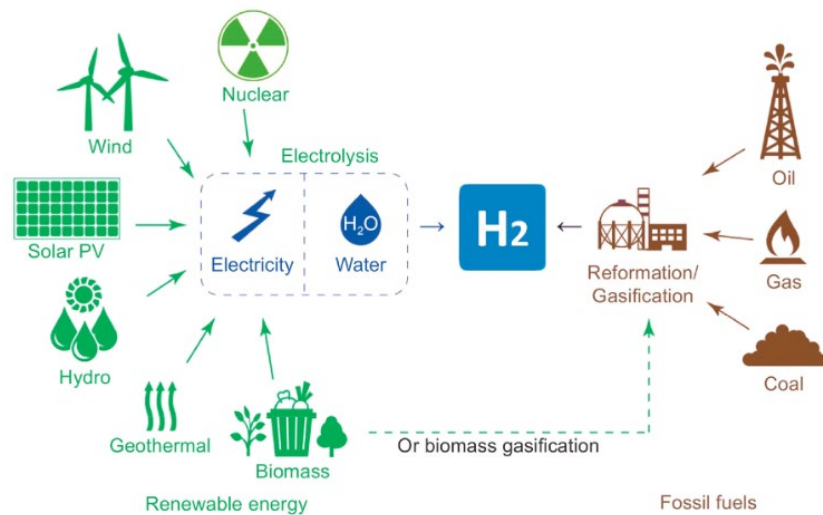 Nuclear
Wind
Electrolysis
Oil
Solar PV
Electricity
H₂O
Water
H₂
Reformation/
Gasification
Gas
Hydro
Coal
Geothermal
Biomass
Or biomass gasification
Renewable energy
Fossil fuels